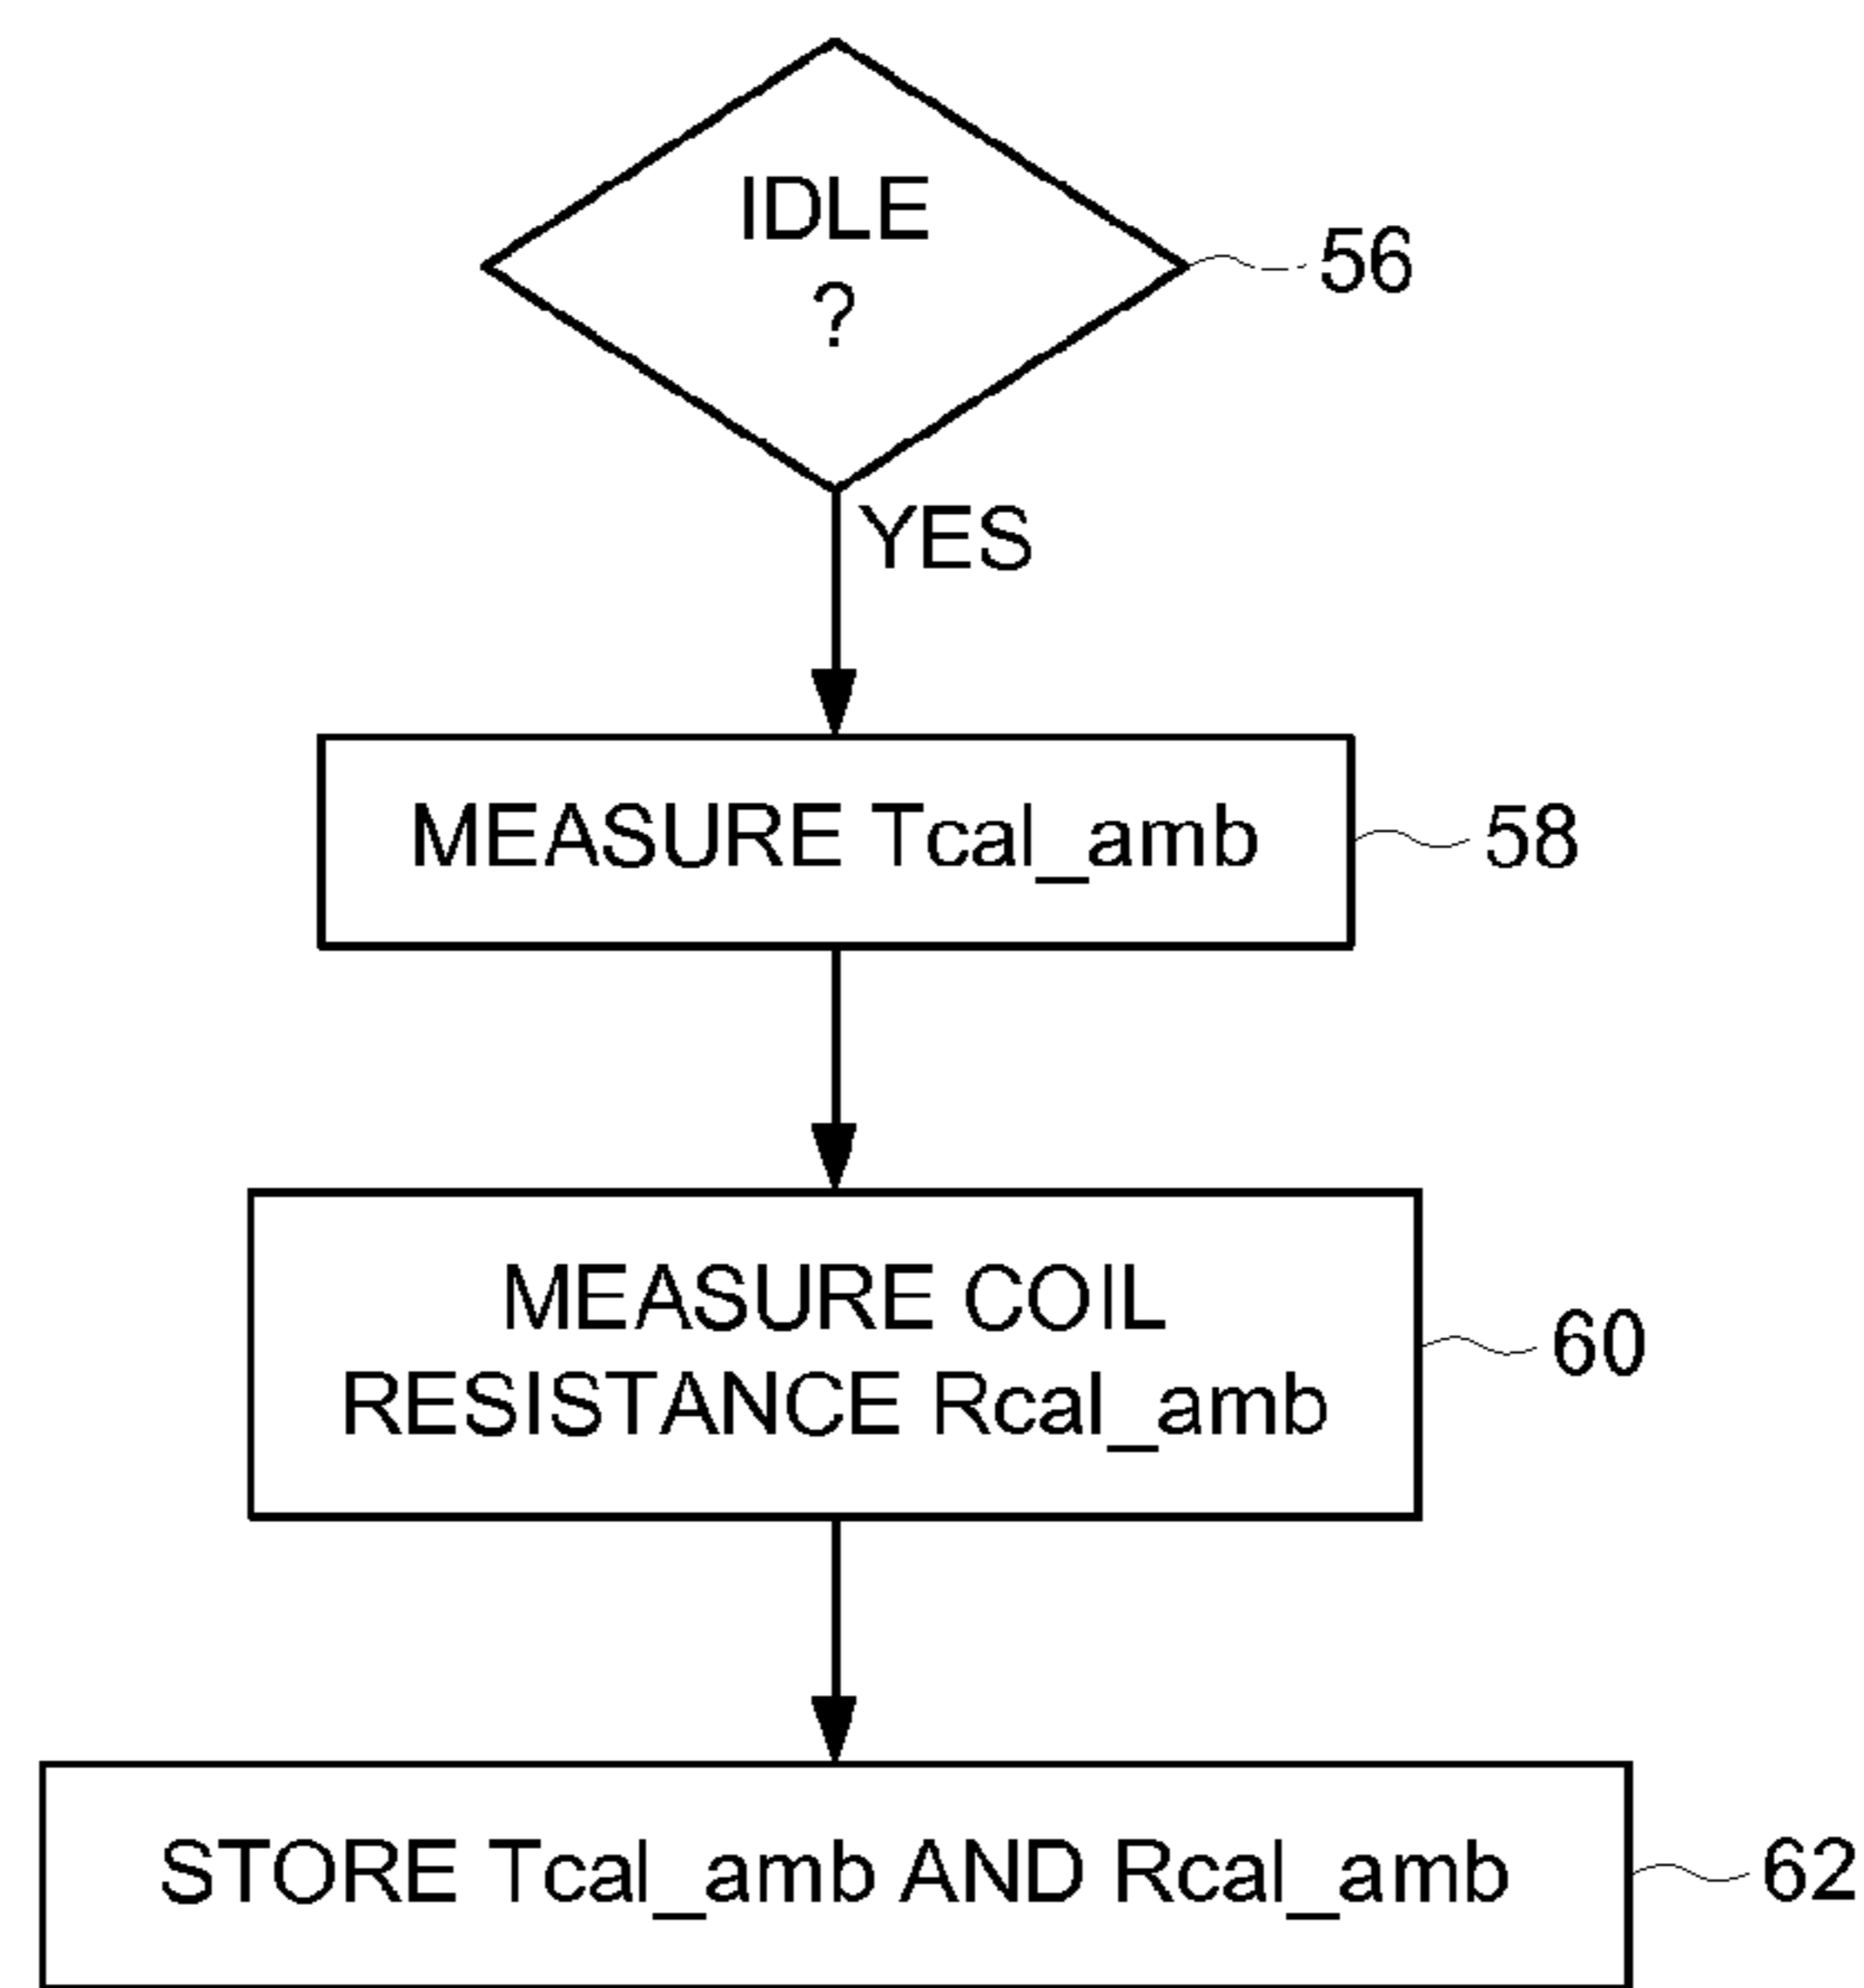 IDLE
?
56
YES
MEASURE Tcal_amb
58
MEASURE COIL
RESISTANCE Rcal_amb
60
STORE Tcal_amb AND Rcal_amb
62